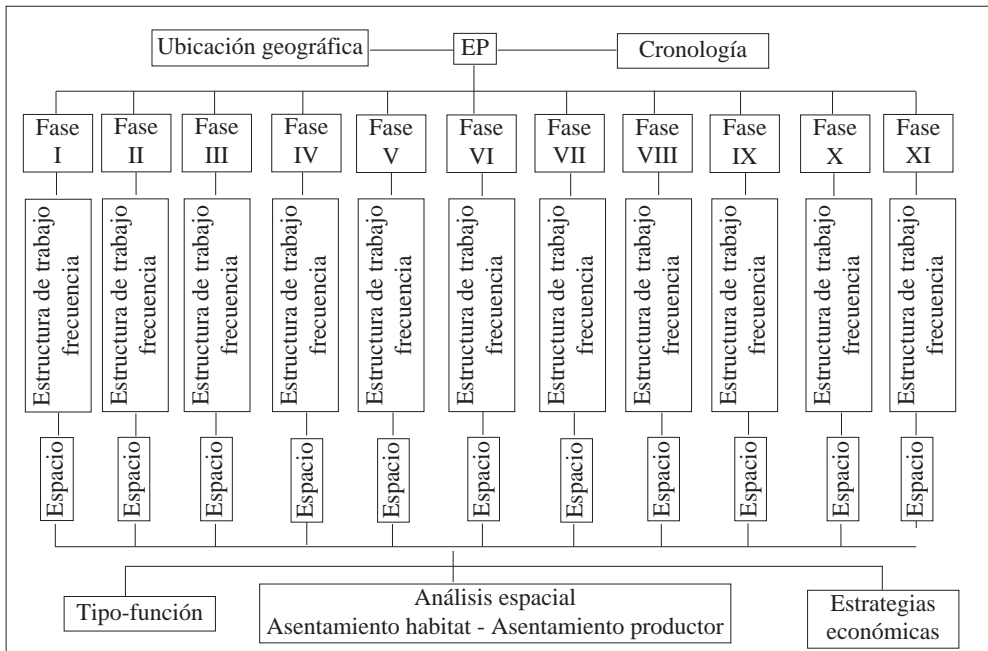 Ubicación geográfica
EP
Cronología
Fase
I
Fase
II
Fase
III
Fase
IV
Fase
V
Fase
VI
Fase
VII
Fase
VIII
Fase
IX
Fase
X
Fase
XI
Estructura de trabajo
frecuencia
Estructura de trabajo
frecuencia
Estructura de trabajo
frecuencia
Estructura de trabajo
frecuencia
Estructura de trabajo
frecuencia
Estructura de trabajo
frecuencia
Estructura de trabajo
frecuencia
Estructura de trabajo
frecuencia
Estructura de trabajo
frecuencia
Estructura de trabajo
frecuencia
Estructura de trabajo
frecuencia
Espacio
Espacio
Espacio
Espacio
Espacio
Espacio
Espacio
Espacio
Espacio
Espacio
Espacio
Tipo-función
Análisis espacial
Asentamiento habitat - Asentamiento productor
Estrategias
económicas